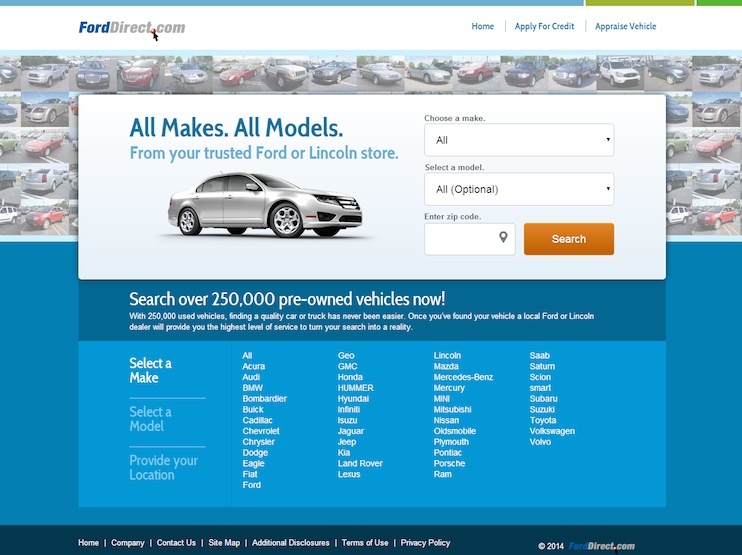 FordDirect.com
Home
Apply For Credit
Appraise Vehicle
All Makes. All Models.
From your trusted Ford or Lincoln store.
Choose a make.
All
Select a model.
All (Optional)
Enter zip code.
Search
Search over 250,000 pre-owned vehicles now!
With 250,000 used vehicles, finding a quality car or truck has never been easier. Once you've found your vehicle a local Ford or Lincoln
dealer will provide you the highest level of service to turn your search into a reality.
Select a
Make
Select a
Model
Provide your
Location
All
Acura
Audi
BMW
Bombardier
Buick
Cadillac
Chevrolet
Chrysler
Dodge
Eagle
Fiat
Ford
Geo
GMC
Honda
HUMMER
Hyundai
Infiniti
Isuzu
Jaguar
Jeep
Kia
Land Rover
Lexus
Lincoln
Mazda
Mercedes-Benz
Mercury
MINI
Mitsubishi
Nissan
Oldsmobile
Plymouth
Pontiac
Porsche
Ram
Saab
Saturn
Scion
smart
Subaru
Suzuki
Toyota
Volkswagen
Volvo
Home | Company | Contact Us | Site Map | Additional Disclosures | Terms of Use | Privacy Policy
© 2014 FordDirect.com